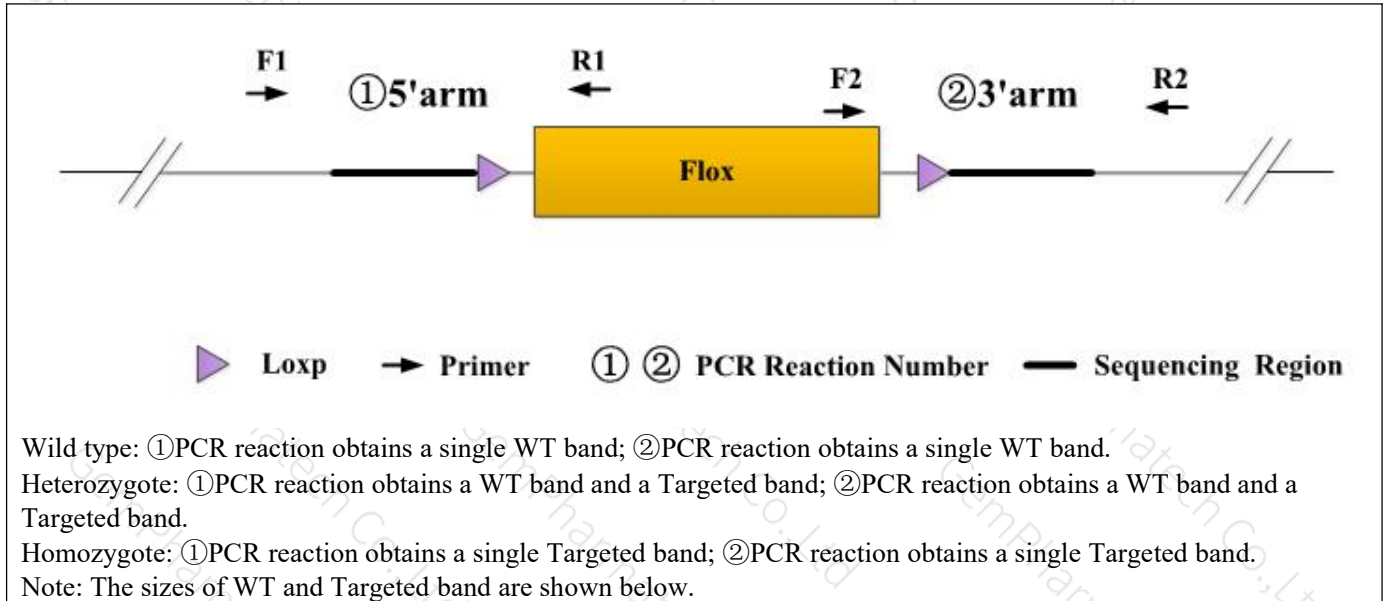 F1
R1
F2
R2
①5'arm
②3'arm
Flox
Loxp
Primer
① ② PCR Reaction Number
Sequencing Region
Wild type: ①PCR reaction obtains a single WT band; ②PCR reaction obtains a single WT band.
Heterozygote: ①PCR reaction obtains a WT band and a Targeted band; ②PCR reaction obtains a WT band and a
Targeted band.
Homozygote: ①PCR reaction obtains a single Targeted band; ②PCR reaction obtains a single Targeted band.
Note: The sizes of WT and Targeted band are shown below.